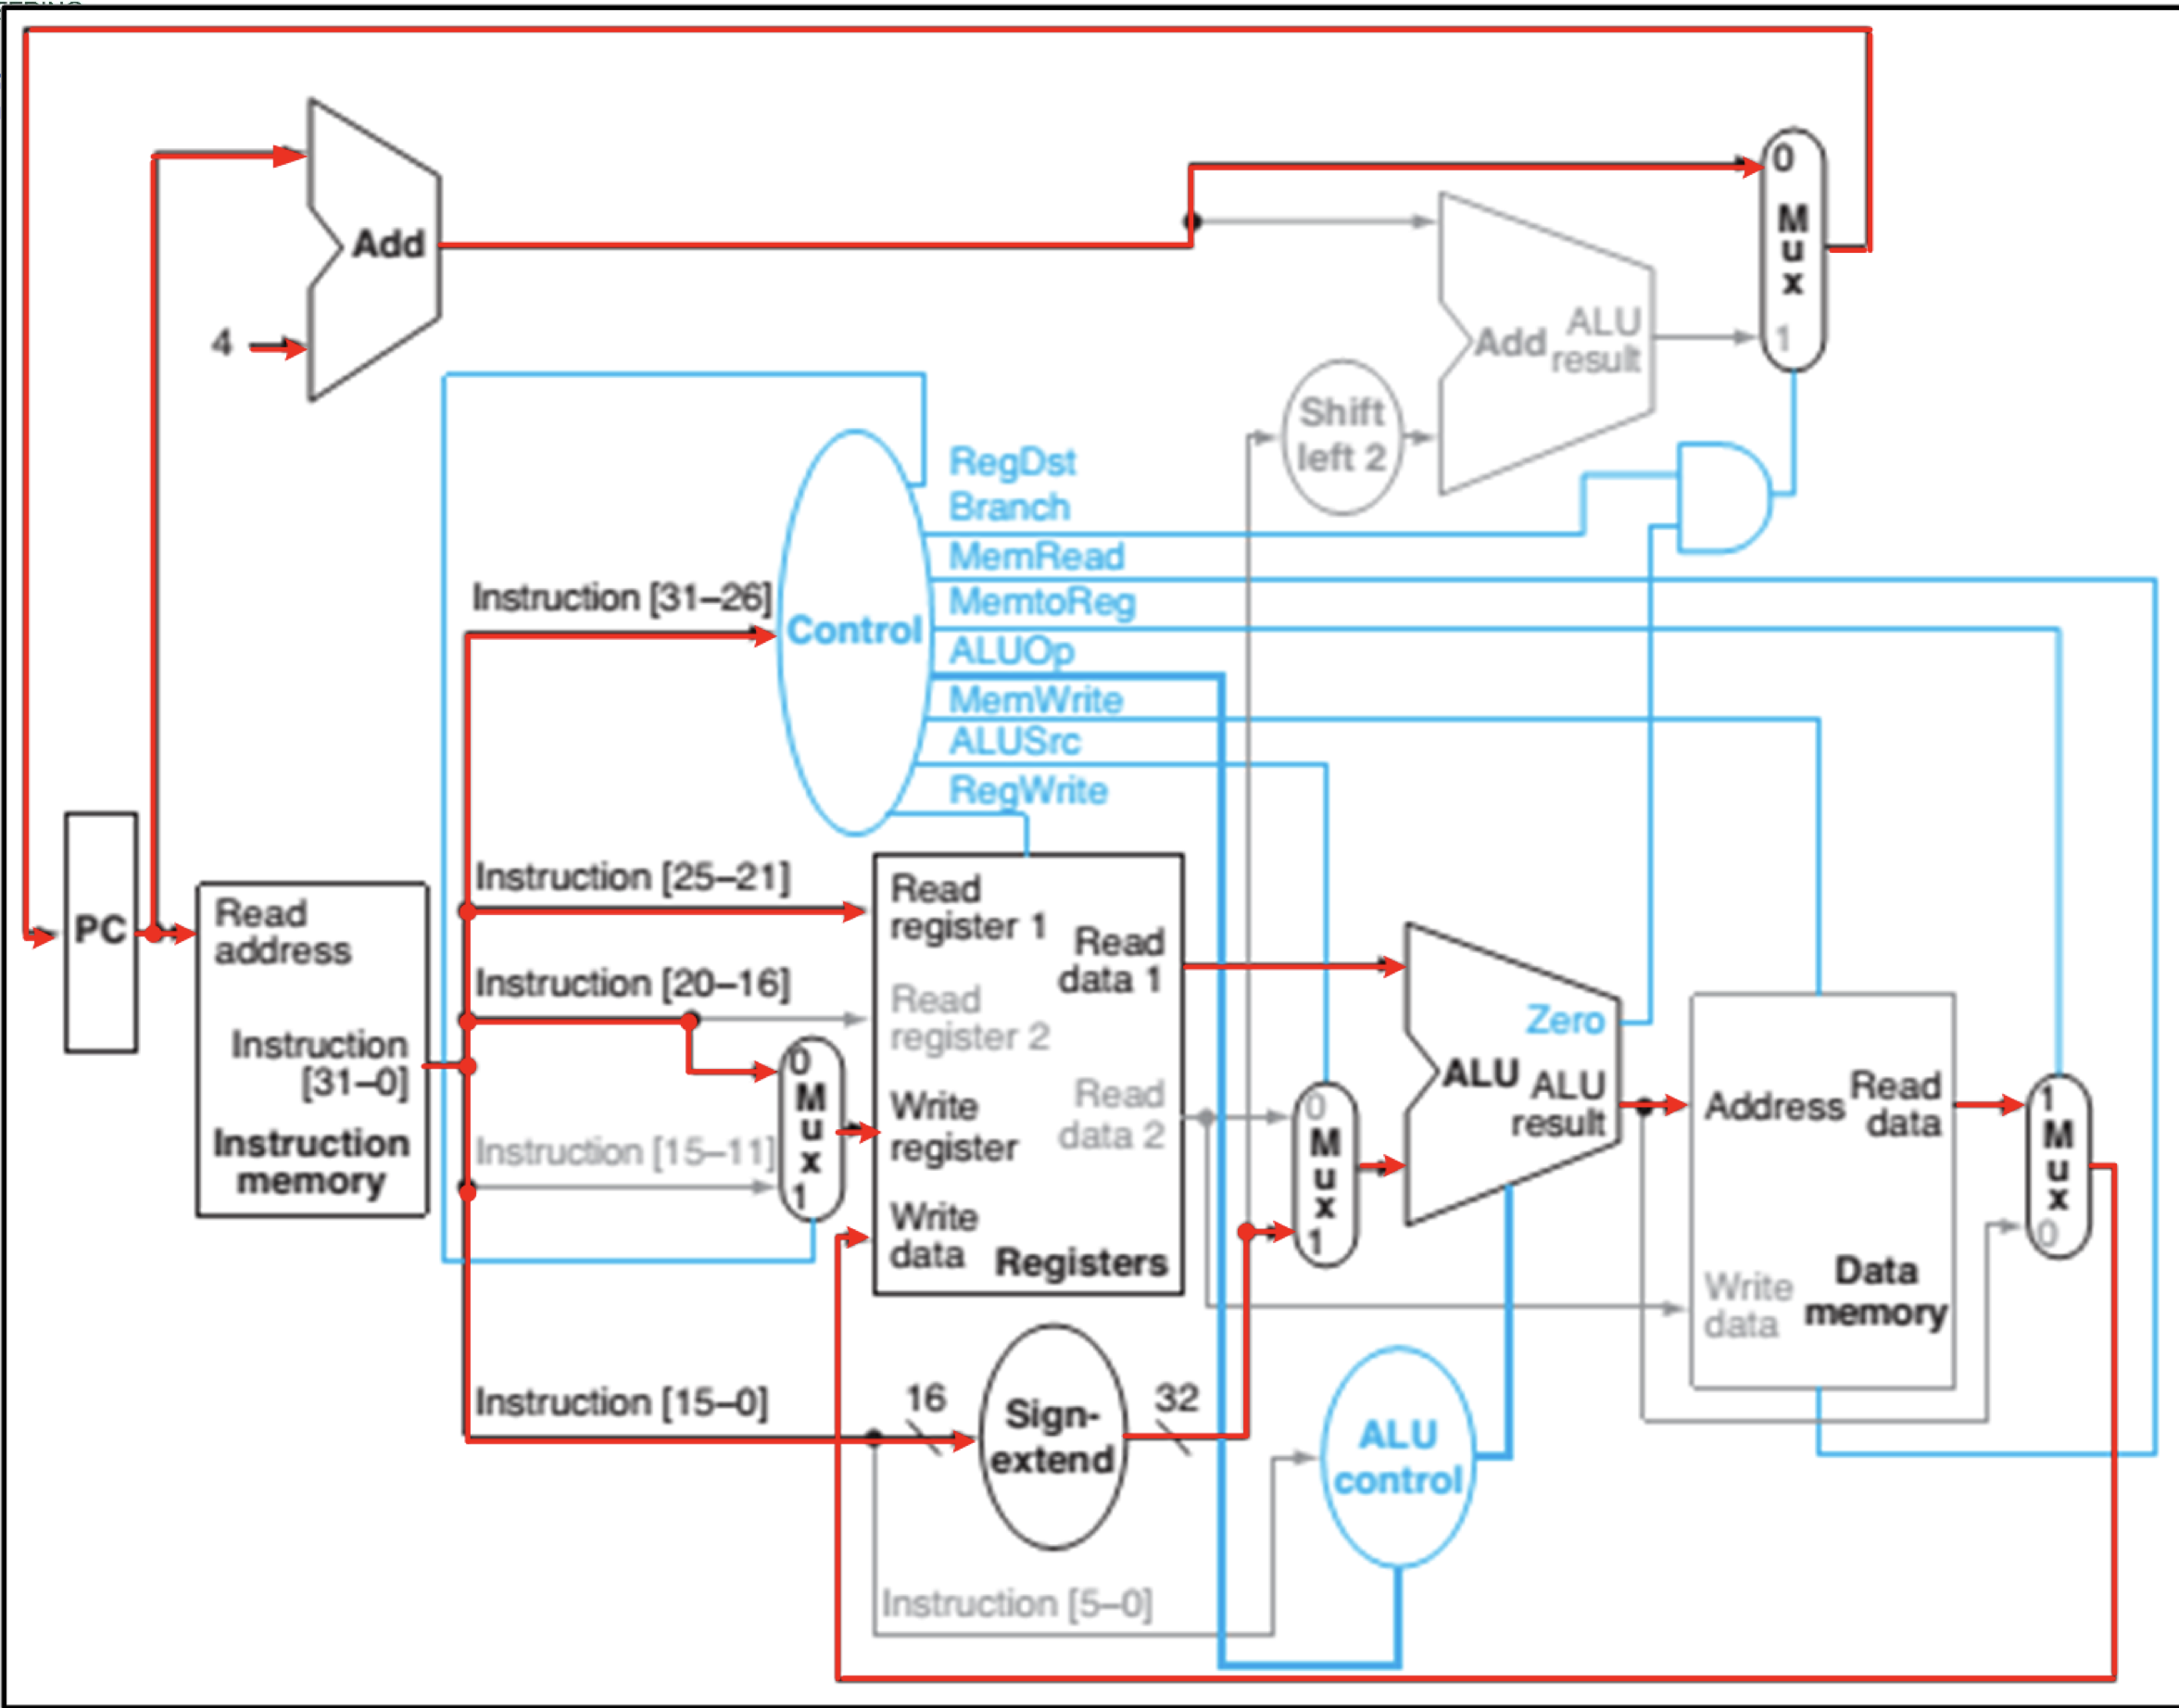 Add
4
0
M
u
x
1
Add
ALU
result
Shift
left 2
RegDst
Branch
MemRead
MemtoReg
ALUOp
MemWrite
ALUSrc
RegWrite
Control
Instruction [31–26]
Instruction [25–21]
Instruction [20–16]
Instruction [15–11]
Instruction [15–0]
PC
Read
address
Instruction
[31–0]
Instruction
memory
0
M
u
x
1
Read
register 1
Read
register 2
Write
register
Write
data
Read
data 1
Read
data 2
Registers
16
Sign-
extend
32
0
M
u
x
1
Zero
ALU
ALU
result
Address
Read
data
Write
data
Data
memory
1
M
u
x
0
ALU
control
Instruction [5–0]